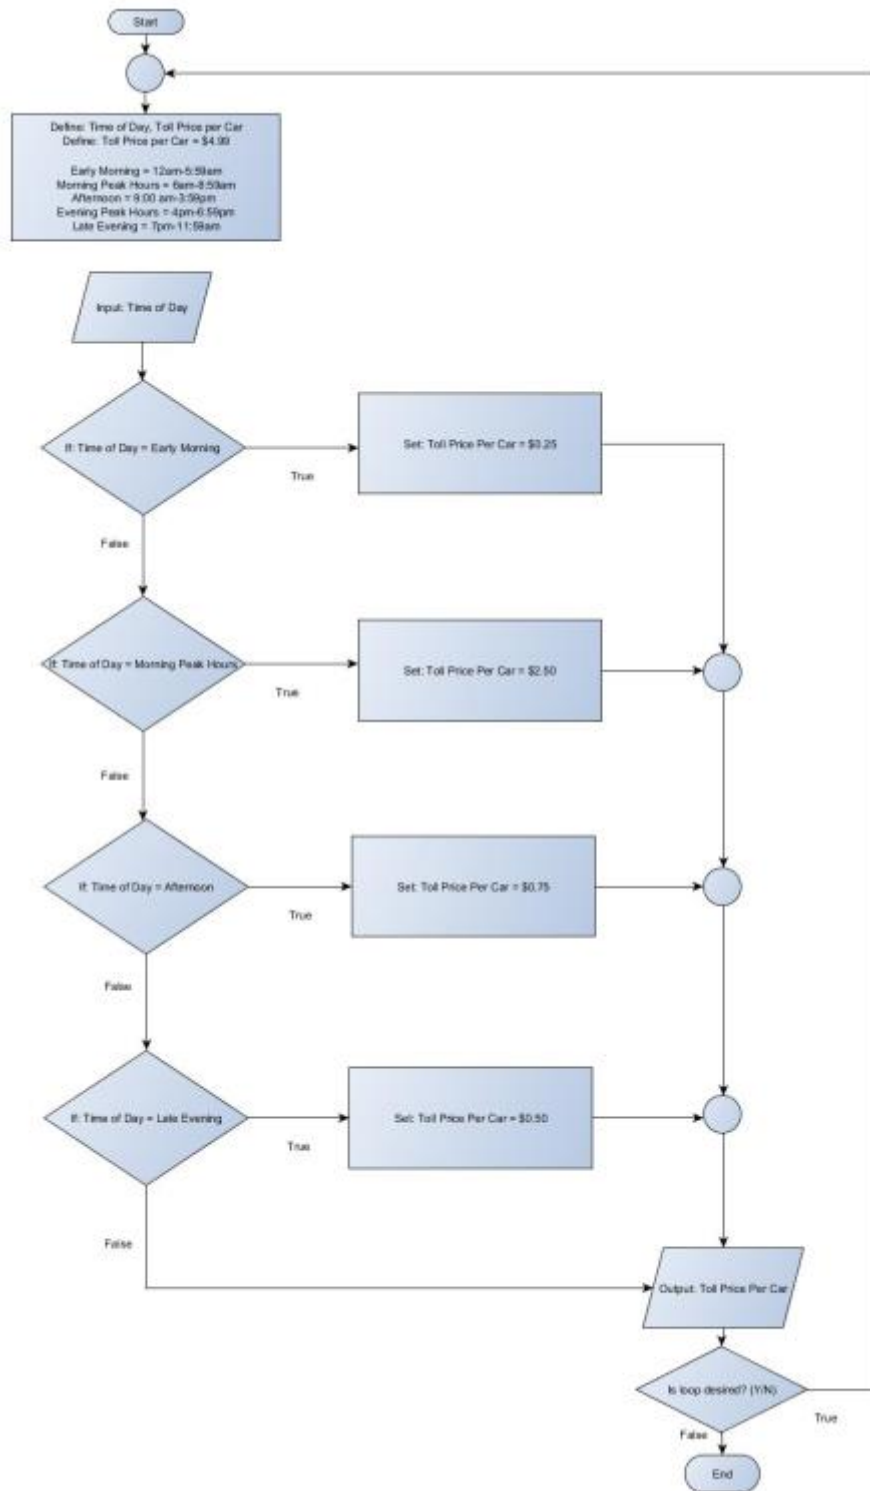 Start
Define: Time of Day, Toll Price per Car
Define: Toll Price per Car = $4.99
Early Morning = 12am-5:59am
Morning Peak Hours = 6am-8:59am
Afternoon = 9:00 am-3:59pm
Evening Peak Hours = 4pm-6:59pm
Late Evening = 7pm-11:59am
Input: Time of Day
If: Time of Day = Early Morning
True
Set: Toll Price Per Car = $0.25
False
If: Time of Day = Morning Peak Hours
True
Set: Toll Price Per Car = $2.50
False
If: Time of Day = Afternoon
True
Set: Toll Price Per Car = $0.75
False
If: Time of Day = Late Evening
True
Set: Toll Price Per Car = $0.50
False
Output: Toll Price Per Car
Is loop desired? (Y/N)
True
False
End